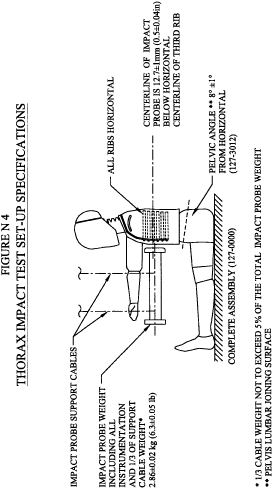 FIGURE N 4
THORAX IMPACT TEST SET-UP SPECIFICATIONS
IMPACT PROBE SUPPORT CABLES
IMPACT PROBE WEIGHT
INCLUDING ALL
INSTRUMENTATION
AND 1/3 OF SUPPORT
CABLE WEIGHT*
2.86±0.02 kg (6.3±0.05 lb)
ALL RIBS HORIZONTAL
CENTERLINE OF IMPACT
PROBE IS 12.7±1mm (0.5±0.04in)
BELOW HORIZONTAL
CENTERLINE OF THIRD RIB
PELVIC ANGLE ** 8° ±1°
FROM HORIZONTAL
(127-3012)
COMPLETE ASSEMBLY (127-0000)
* 1/3 CABLE WEIGHT NOT TO EXCEED 5% OF THE TOTAL IMPACT PROBE WEIGHT
** PELVIS LUMBAR JOINING SURFACE